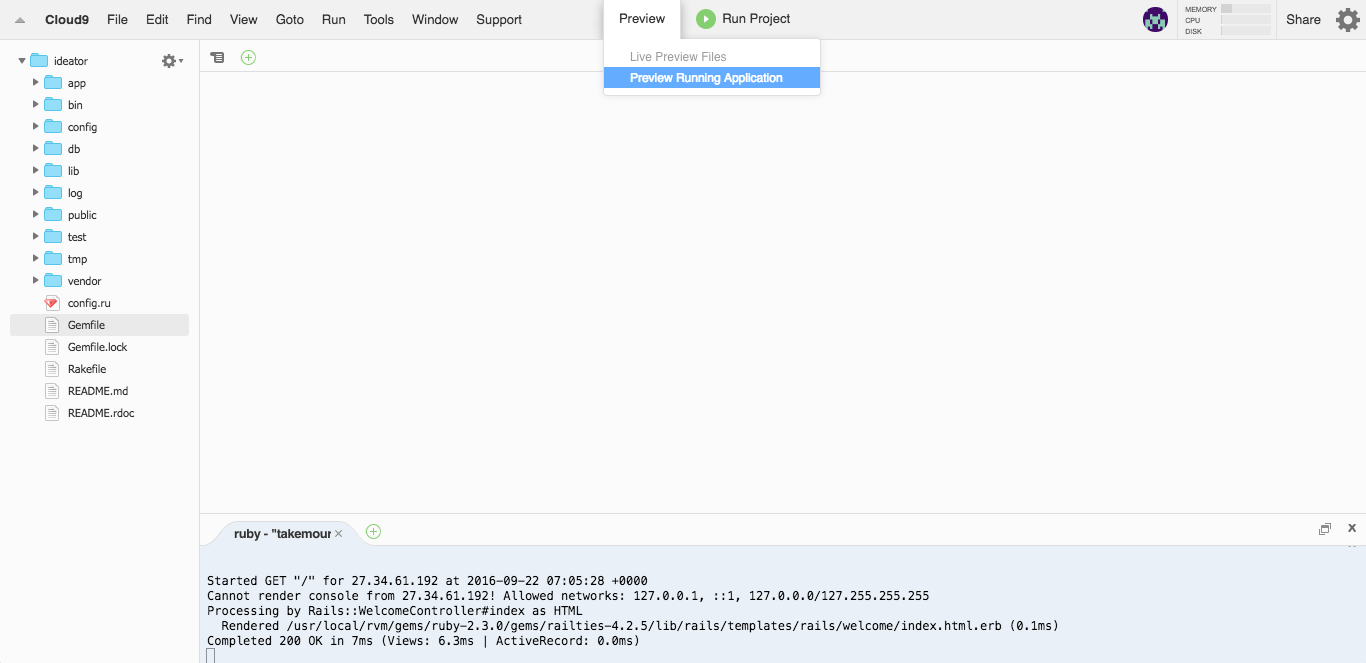 Cloud9 File Edit Find View Goto Run Tools Window Support Preview Run Project MEMORY CPU DISK Share
Live Preview Files
Preview Running Application
ideator
app
bin
config
db
lib
log
public
test
tmp
vendor
config.ru
Gemfile
Gemfile.lock
Rakefile
README.md
README.rdoc
ruby - "takemour
Started GET "/" for 27.34.61.192 at 2016-09-22 07:05:28 +0000
Cannot render console from 27.34.61.192! Allowed networks: 127.0.0.1, ::1, 127.0.0.0/127.255.255.255
Processing by Rails::WelcomeController#index as HTML
Rendered /usr/local/rvm/gems/ruby-2.3.0/gems/railties-4.2.5/lib/rails/templates/rails/welcome/index.html.erb (0.1ms)
Completed 200 OK in 7ms (Views: 6.3ms | ActiveRecord: 0.0ms)